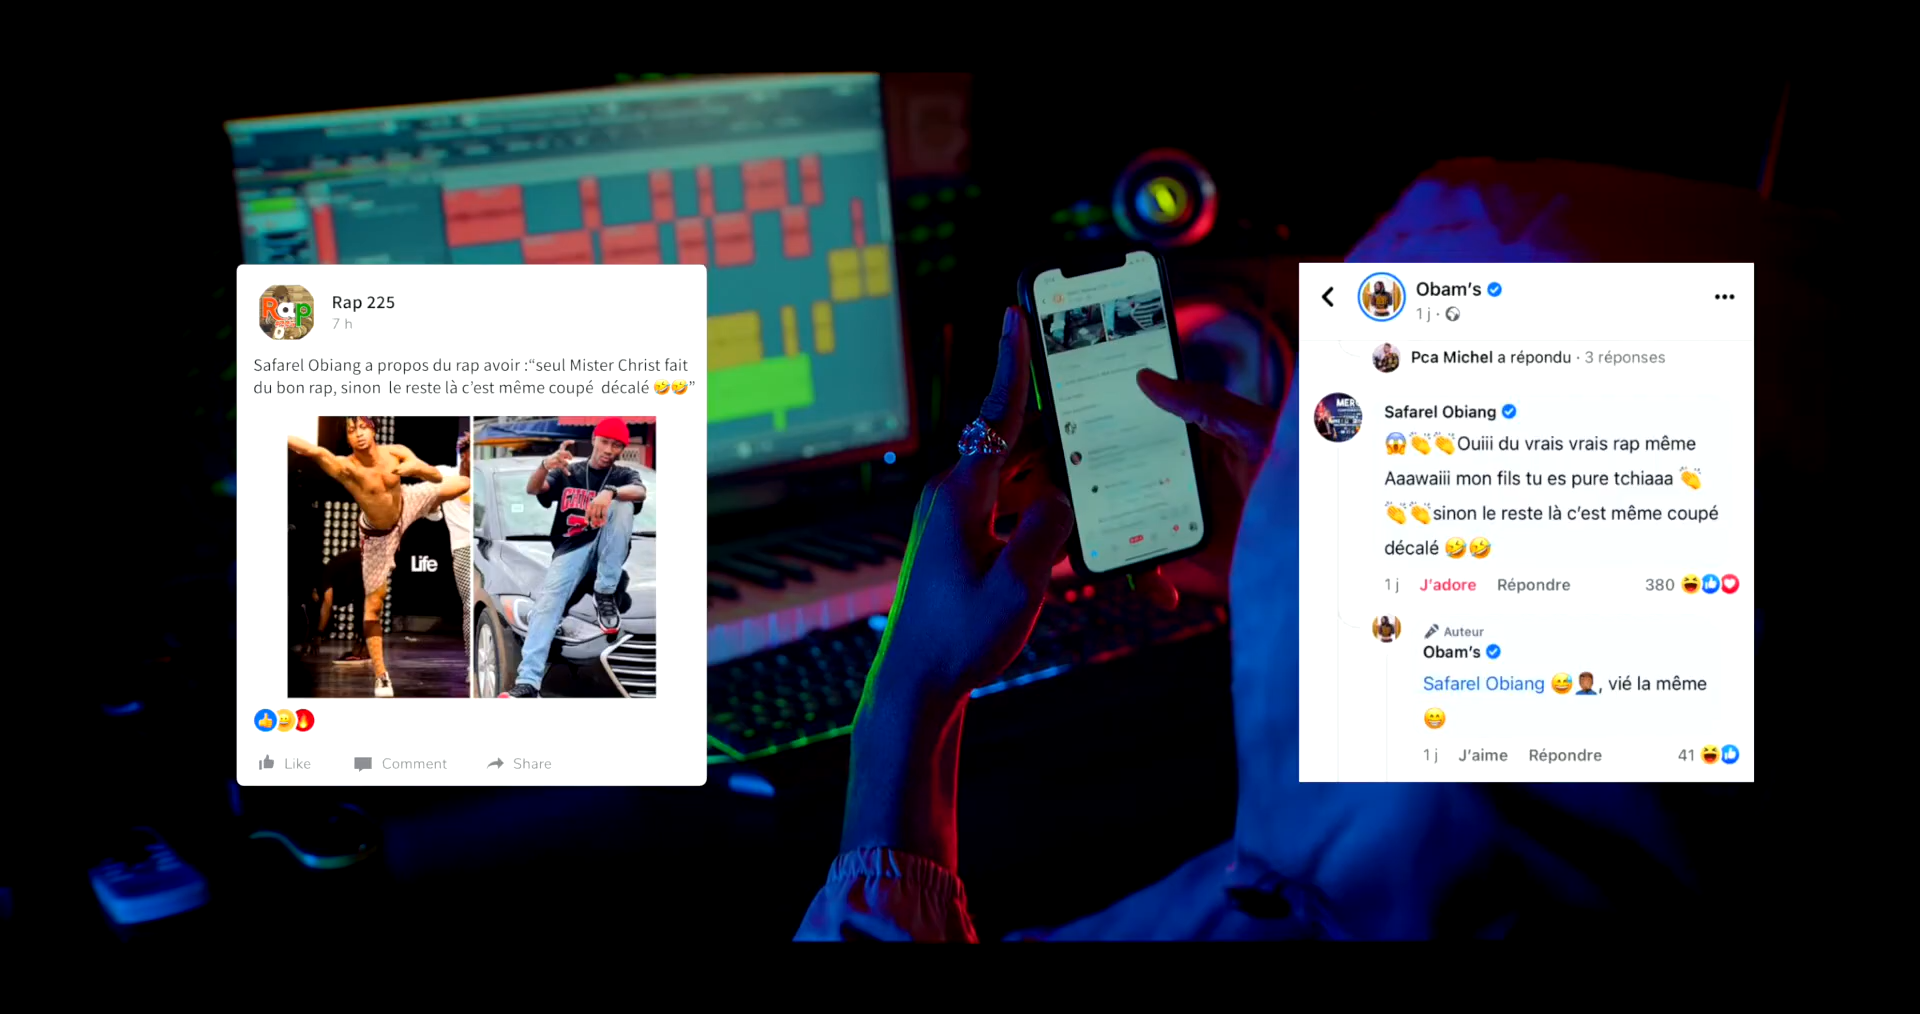 Rap 225
7 h
Safarel Obiang a propos du rap avoir :“seul Mister Christ fait
du bon rap, sinon le reste là c’est même coupé décalé 🤣🤣”
Rap
Life
Like Comment Share
Obam’s
1 j
Pca Michel a répondu · 3 réponses
MER
Safarel Obiang
😱👏👏Ouiii du vrais vrais rap même
Aaawaiii mon fils tu es pure tchiaaa 👏
👏👏sinon le reste là c’est même coupé
décalé 🤣🤣
1 j J’adore Répondre 380
Auteur
Obam’s
Safarel Obiang 😅🤦🏾‍♂️, vié la même
😁
1 j J’aime Répondre 41